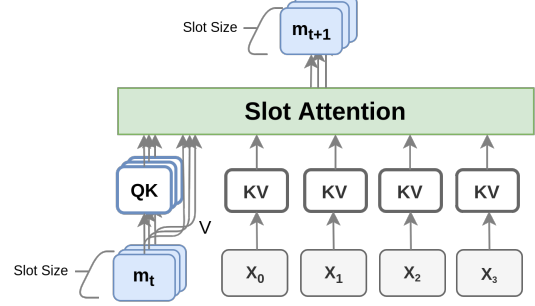 Slot Size
m_t+1
Slot Attention
QK
KV
KV
KV
KV
V
Slot Size
m_t
X_0
X_1
X_2
X_3